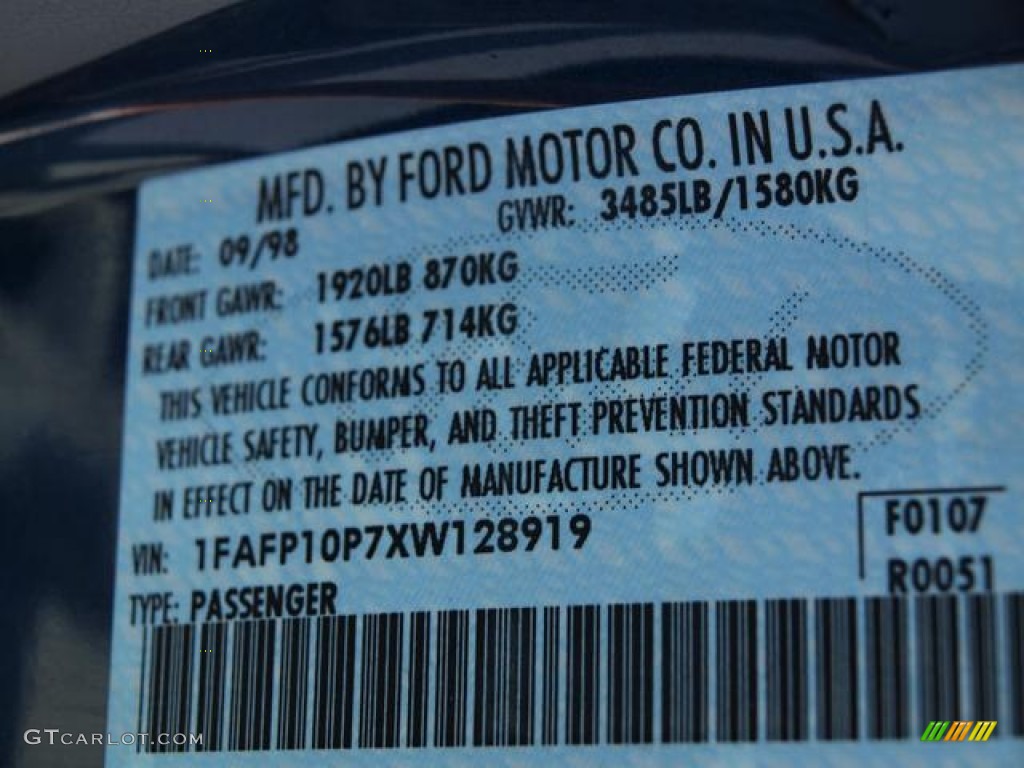 MFD. BY FORD MOTOR CO. IN U.S.A.
DATE: 09/98 GVWR: 3485LB/1580KG
FRONT GAWR: 1920LB 870KG
REAR GAWR: 1576LB 714KG
THIS VEHICLE CONFORMS TO ALL APPLICABLE FEDERAL MOTOR
VEHICLE SAFETY, BUMPER, AND THEFT PREVENTION STANDARDS
IN EFFECT ON THE DATE OF MANUFACTURE SHOWN ABOVE.
VIN: 1FAFP10P7XW128919
F0107
TYPE: PASSENGER
R0051
GTCARLOT.COM